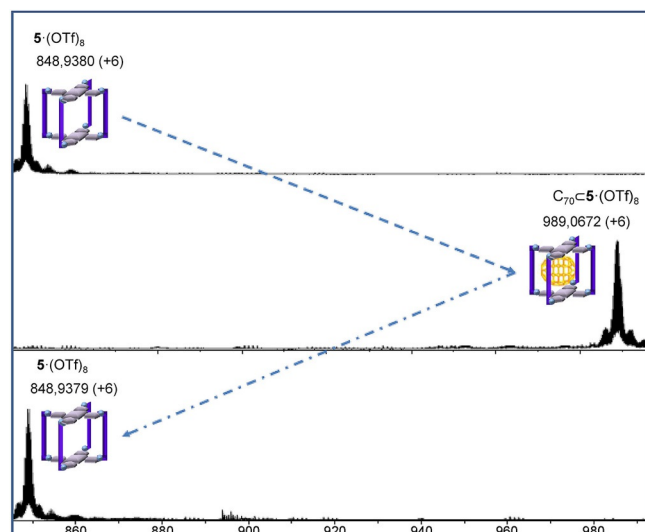 5·(OTf)₈
848,9380 (+6)
C₇₀⊂5·(OTf)₈
989,0672 (+6)
5·(OTf)₈
848,9379 (+6)
860 880 900 920 940 960 980